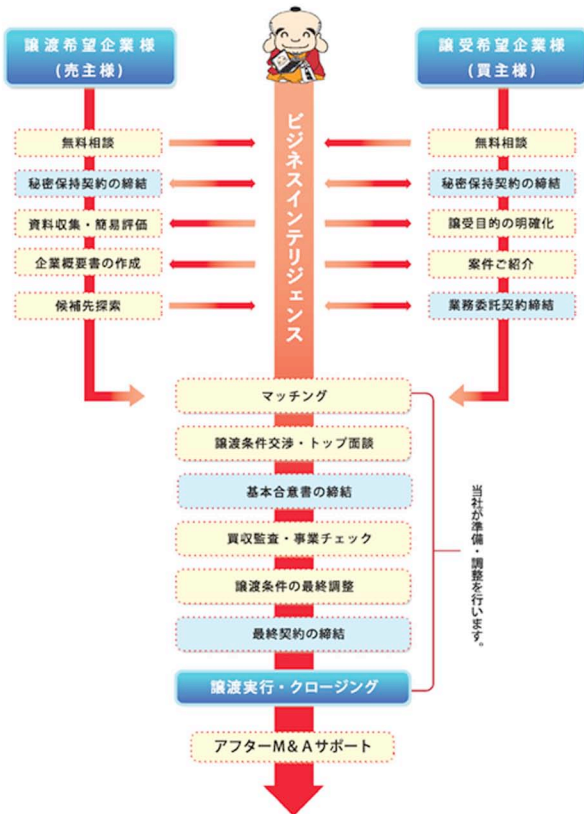 譲渡希望企業様
(売主様)
無料相談
秘密保持契約の締結
資料収集・簡易評価
企業概要書の作成
候補先探索
ビジネスインテリジェンス
譲受希望企業様
(買主様)
無料相談
秘密保持契約の締結
譲受目的の明確化
案件ご紹介
業務委託契約締結
マッチング
譲渡条件交渉・トップ面談
基本合意書の締結
買収監査・事業チェック
譲渡条件の最終調整
最終契約の締結
譲渡実行・クロージング
アフターM&Aサポート
当社が準備・調整を行います。